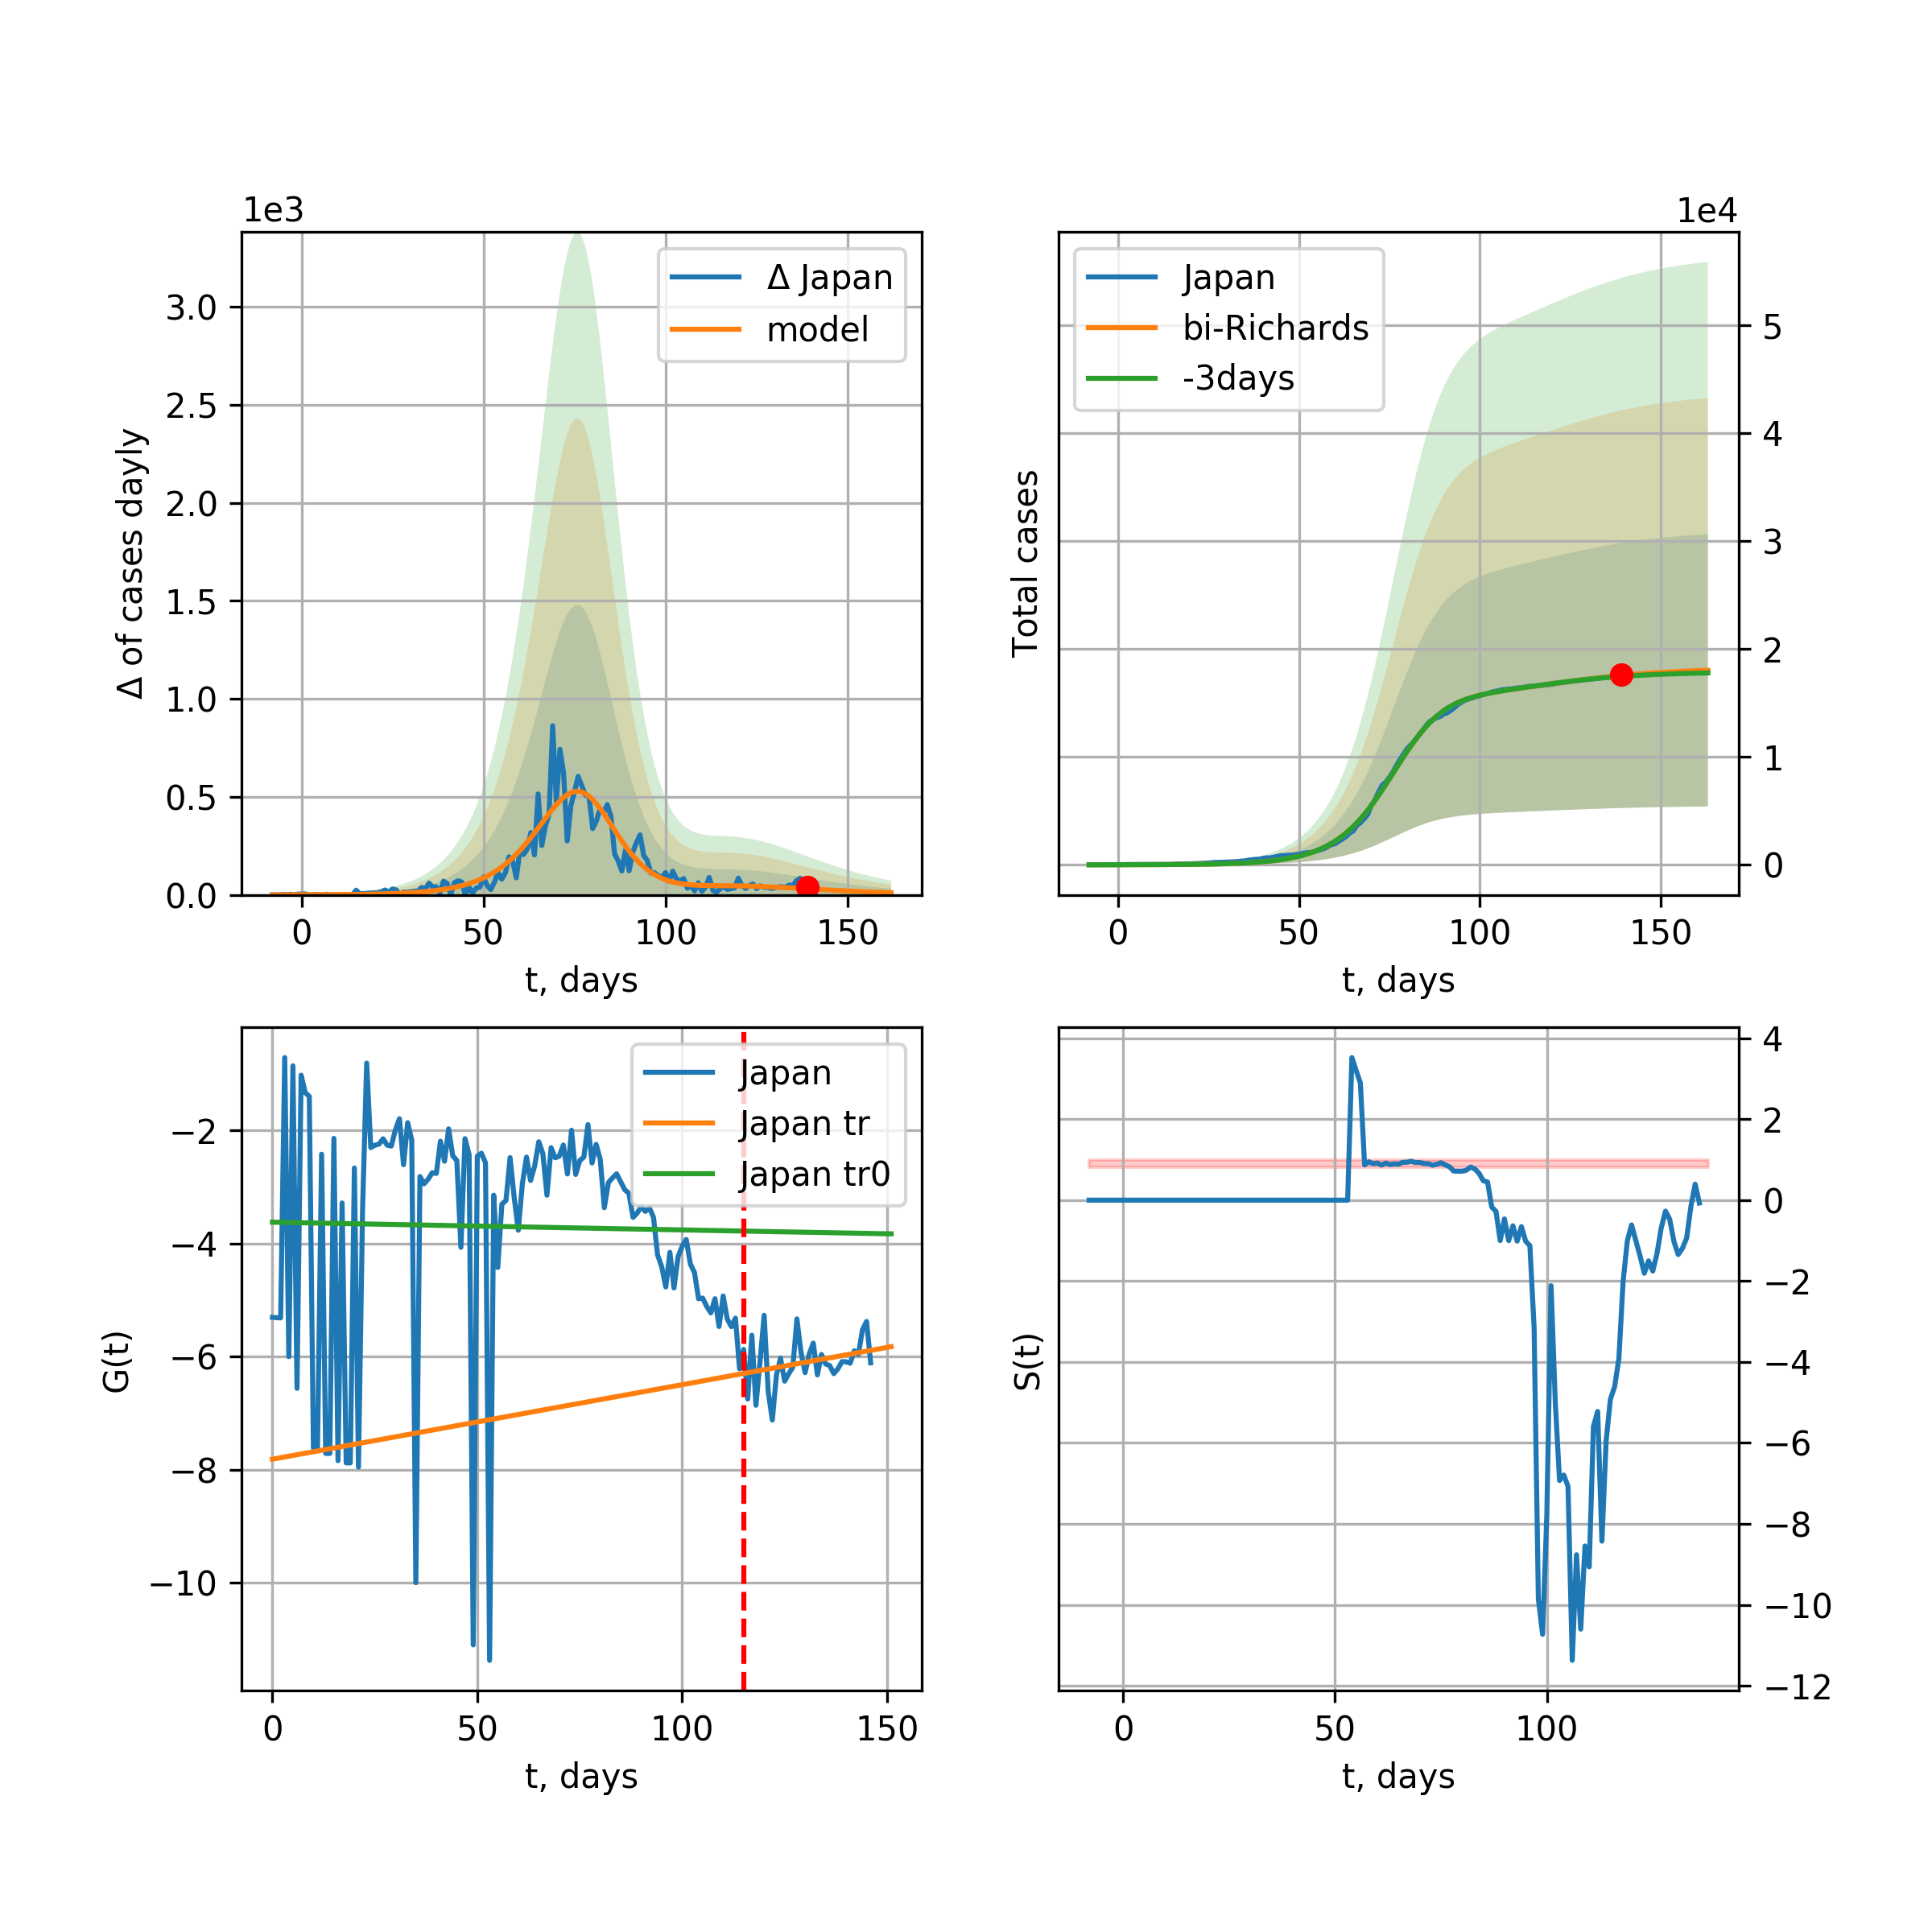 1e3
Δ of cases dayly
3.0
2.5
2.0
1.5
1.0
0.5
0.0
Δ Japan
model
0 50 100 150
t, days
1e4
Total cases
Japan
bi-Richards
-3days
5
4
3
2
1
0
0 50 100 150
t, days
G(t)
−2
−4
−6
−8
−10
Japan
Japan tr
Japan tr0
0 50 100 150
t, days
S(t)
4
2
0
−2
−4
−6
−8
−10
−12
0 50 100
t, days